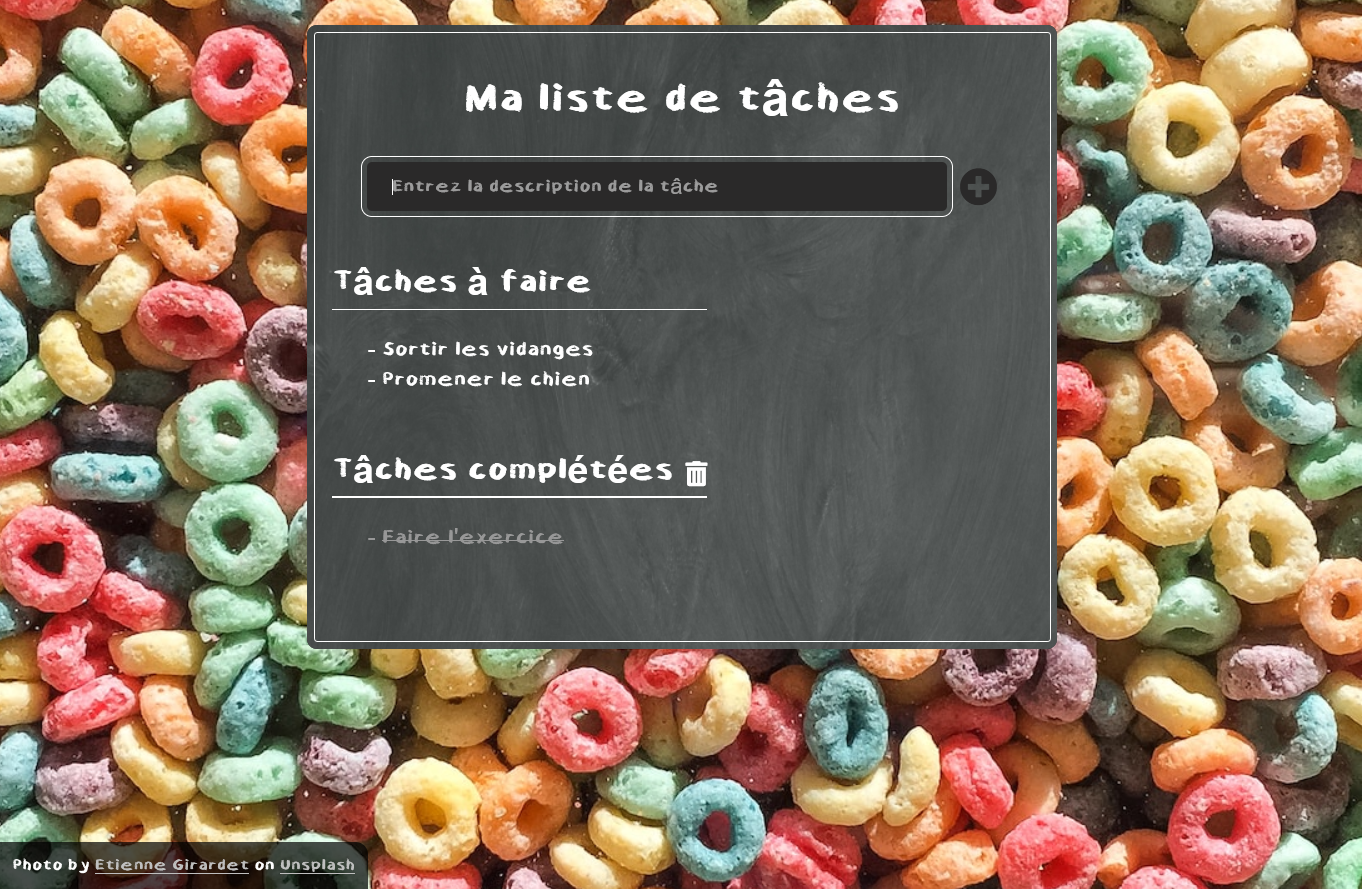 Ma liste de tâches
Entrez la description de la tâche
Tâches à faire
- Sortir les vidanges
- Promener le chien
Tâches complétées
- Faire l'exercice
Photo by Etienne Girardet on Unsplash